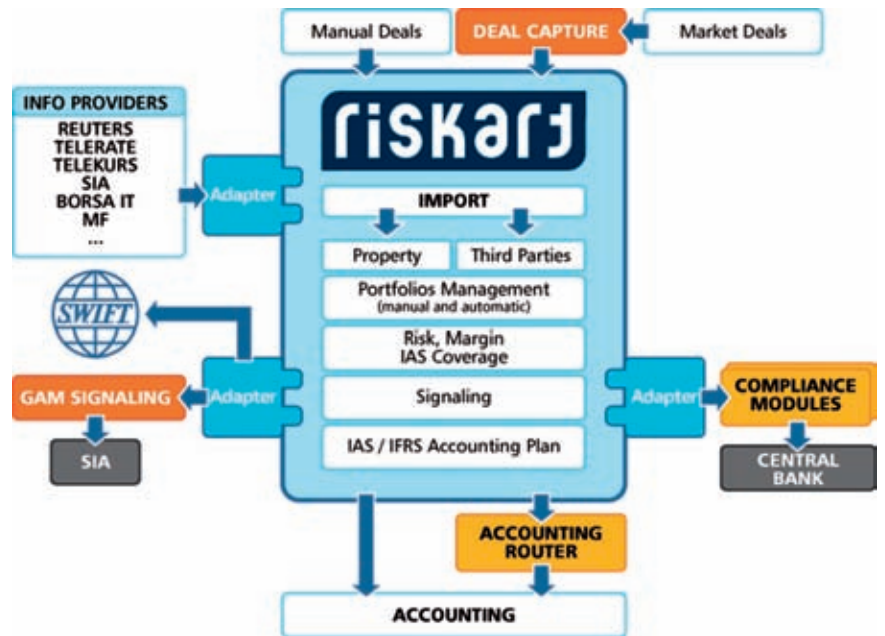 Manual Deals
DEAL CAPTURE
Market Deals
INFO PROVIDERS
REUTERS
TELERATE
TELEKURS
SIA
BORSA IT
MF
...
Adapter
riskart
IMPORT
Property
Third Parties
Portfolios Management
(manual and automatic)
Risk, Margin
IAS Coverage
Signaling
IAS / IFRS Accounting Plan
SWIFT
GAM SIGNALING
Adapter
SIA
Adapter
COMPLIANCE
MODULES
CENTRAL
BANK
ACCOUNTING
ROUTER
ACCOUNTING